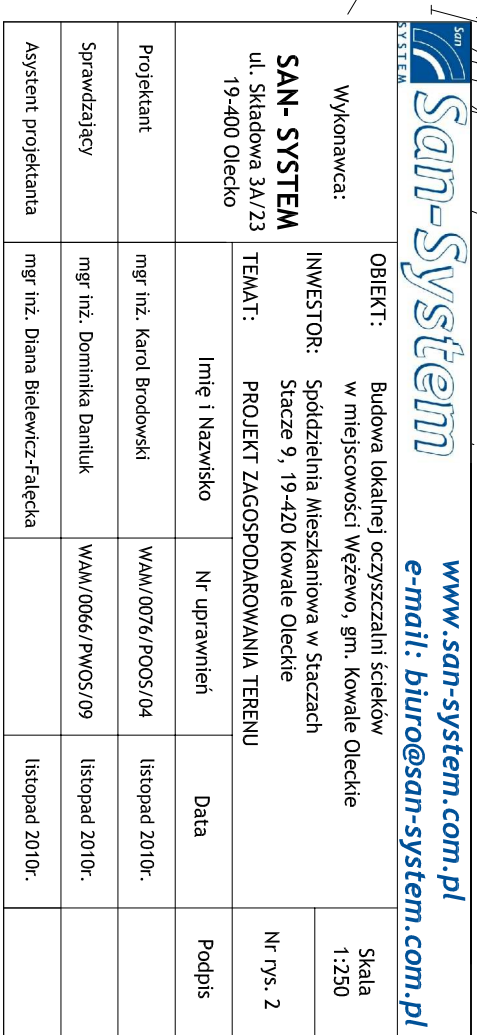 San
SYSTEM
San-System
www.san-system.com.pl
e-mail: biuro@san-system.com.pl
Wykonawca:
SAN- SYSTEM
ul. Składowa 3A/23
19-400 Olecko
OBIEKT: Budowa lokalnej oczyszczalni ścieków
w miejscowości Wężewo, gm. Kowale Oleckie
INWESTOR: Spółdzielnia Mieszkaniowa w Staczach
Stacze 9, 19-420 Kowale Oleckie
TEMAT: PROJEKT ZAGOSPODAROWANIA TERENU
Skala
1:250
Nr rys. 2
Imię i Nazwisko Nr uprawnień Data Podpis
Projektant mgr inż. Karol Brodowski WAM/0076/POOS/04 listopad 2010r.
Sprawdzający mgr inż. Dominika Daniluk WAM/0066/PWOS/09 listopad 2010r.
Asystent projektanta mgr inż. Diana Bielewicz-Fałęcka listopad 2010r.